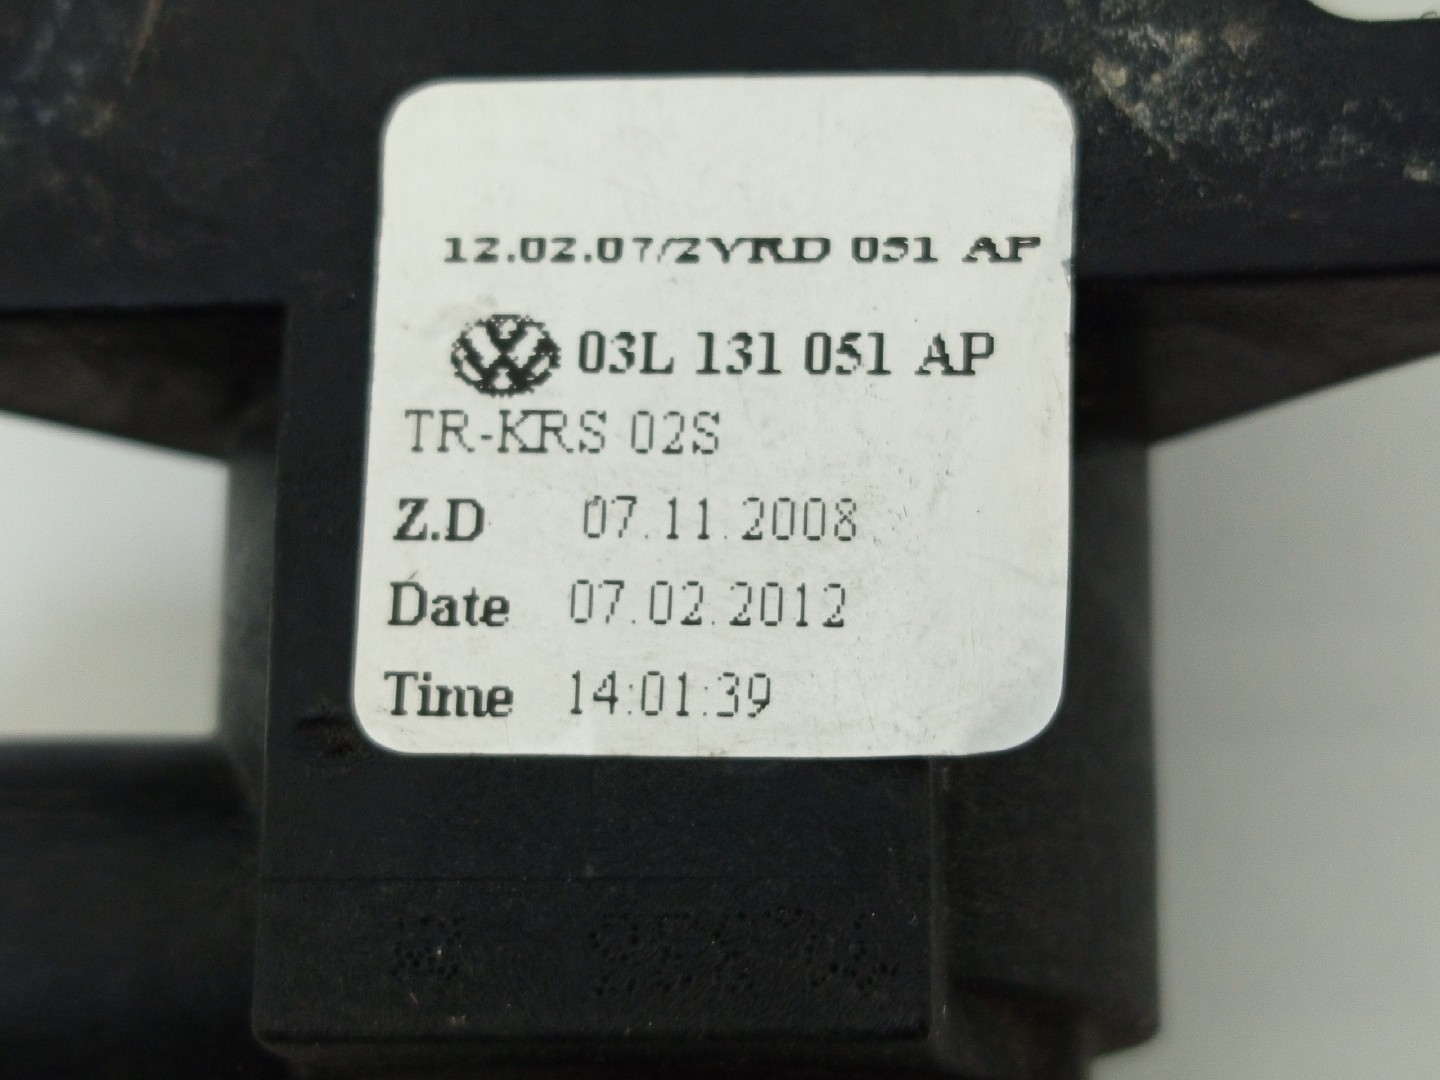 12.02.07/2YRD 051 AP
03L 131 051 AP
TR-KRS 02S
Z.D 07.11.2008
Date 07.02.2012
Time 14:01:39